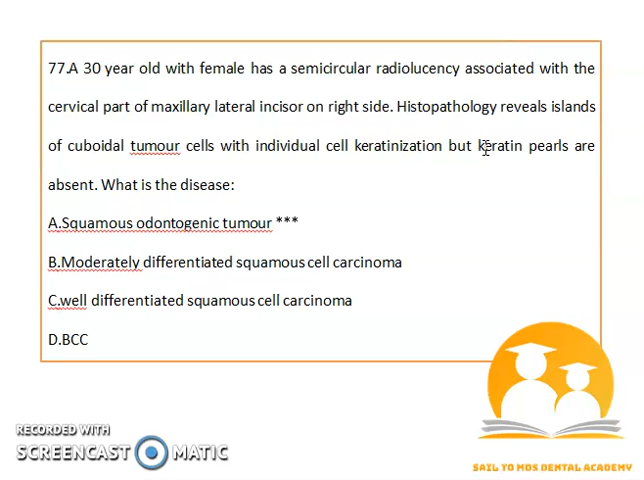 77.A 30 year old with female has a semicircular radiolucency associated with the
cervical part of maxillary lateral incisor on right side. Histopathology reveals islands
of cuboidal tumour cells with individual cell keratinization but keratin pearls are
absent. What is the disease:
A.Squamous odontogenic tumour ***
B.Moderately differentiated squamous cell carcinoma
C.well differentiated squamous cell carcinoma
D.BCC
RECORDED WITH
SCREENCAST MATIC
SAIL TO MDS DENTAL ACADEMY